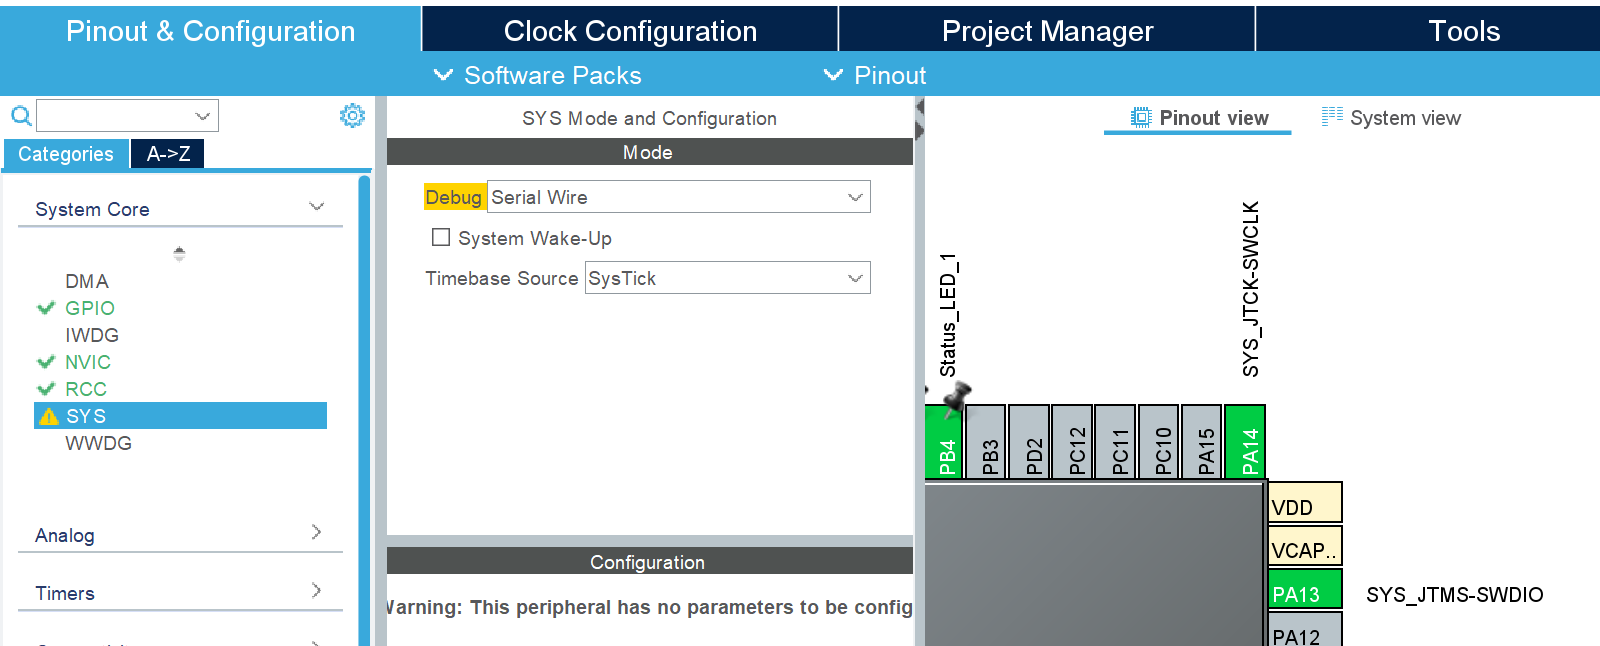 Pinout & Configuration
Clock Configuration
Project Manager
Tools
Software Packs
Pinout
Categories
A->Z
System Core
DMA
GPIO
IWDG
NVIC
RCC
SYS
WWDG
Analog
Timers
SYS Mode and Configuration
Mode
Debug Serial Wire
System Wake-Up
Timebase Source SysTick
Configuration
Warning: This peripheral has no parameters to be config
Pinout view
System view
Status_LED_1
SYS_JTCK-SWCLK
PB4
PB3
PD2
PC12
PC11
PC10
PA15
PA14
VDD
VCAP..
PA13
SYS_JTMS-SWDIO
PA12